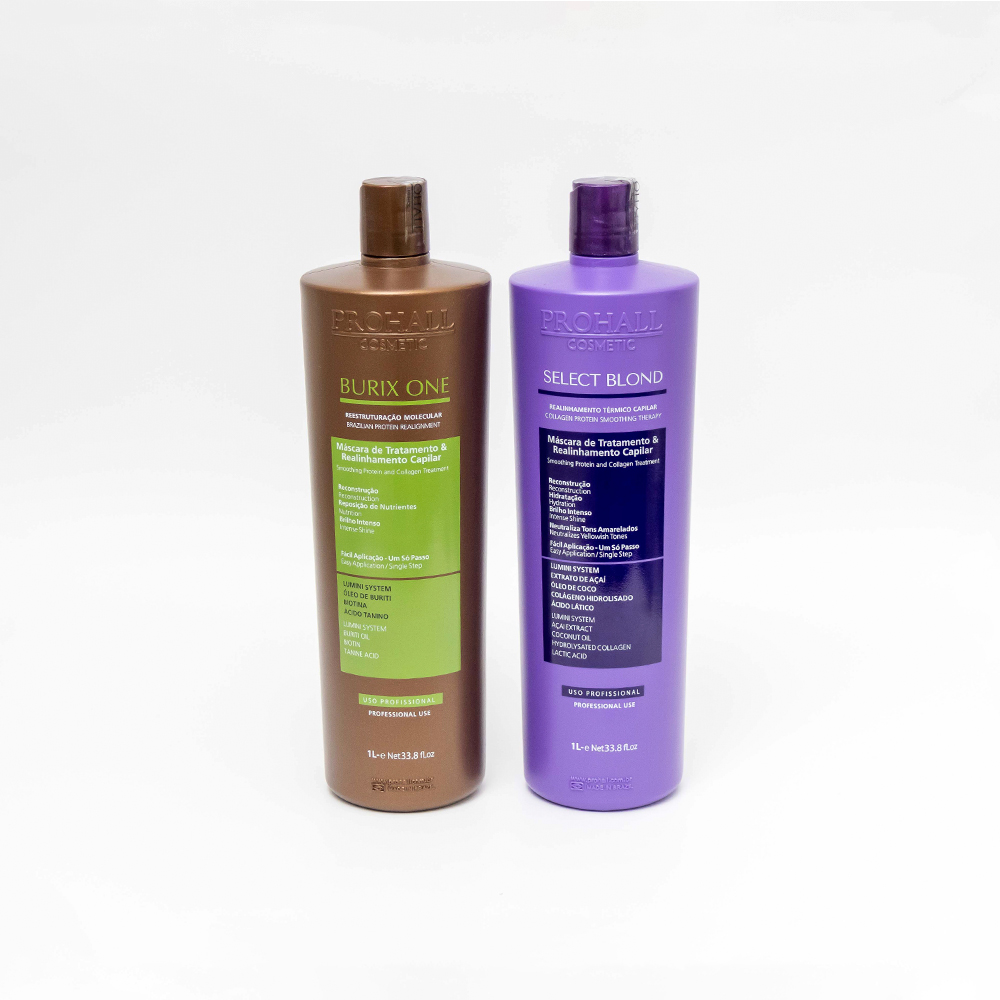 PROHALL
COSMETIC
BURIX ONE
REESTRUTURAÇÃO MOLECULAR
BRAZILIAN PROTEIN REALIGNMENT
Máscara de Tratamento &
Realinhamento Capilar
Smoothing Protein and Collagen Treatment
Reconstrução
Reconstruction
Reposição de Nutrientes
Nutrition
Brilho Intenso
Intense Shine
Fácil Aplicação - Um Só Passo
Easy Application / Single Step
LUMINI SYSTEM
ÓLEO DE BURITI
BIOTINA
ÁCIDO TANINO
LUMINI SYSTEM
BURITI OIL
BIOTIN
TANINE ACID
USO PROFISSIONAL
PROFESSIONAL USE
1L-e Net33.8 fl.oz
PROHALL
COSMETIC
SELECT BLOND
REALINHAMENTO TÉRMICO CAPILAR
COLLAGEN PROTEIN SMOOTHING THERAPY
Máscara de Tratamento &
Realinhamento Capilar
Smoothing Protein and Collagen Treatment
Reconstrução
Reconstruction
Hidratação
Hydration
Brilho Intenso
Intense Shine
Neutraliza Tons Amarelados
Neutralizes Yellowish Tones
Fácil Aplicação - Um Só Passo
Easy Application / Single Step
LUMINI SYSTEM
EXTRATO DE AÇAÍ
ÓLEO DE COCO
COLÁGENO HIDROLISADO
ÁCIDO LÁTICO
LUMINI SYSTEM
AÇAI EXTRACT
COCONUT OIL
HYDROLYSATED COLLAGEN
LACTIC ACID
USO PROFISSIONAL
PROFESSIONAL USE
1L-e Net33.8 fl.oz
MADE IN BRAZIL